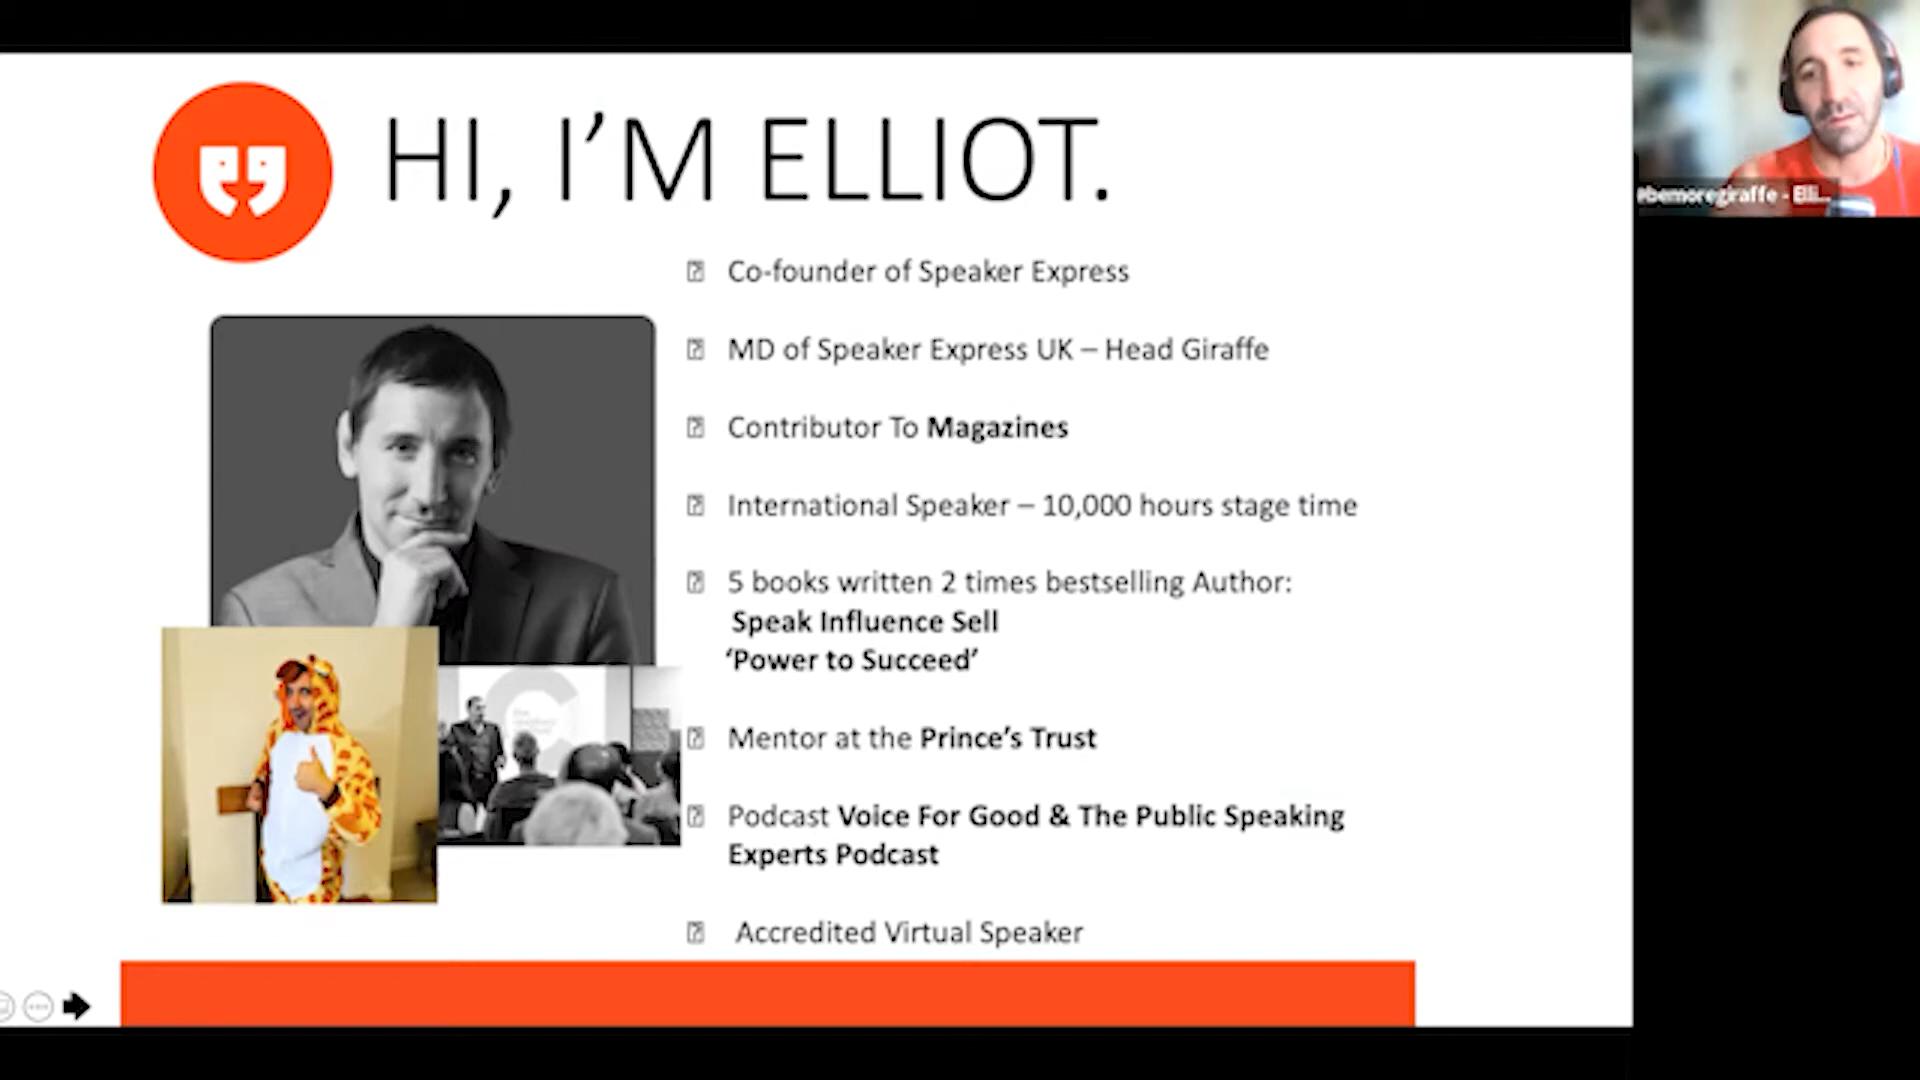 HI, I’M ELLIOT.
Co-founder of Speaker Express
MD of Speaker Express UK – Head Giraffe
Contributor To Magazines
International Speaker – 10,000 hours stage time
5 books written 2 times bestselling Author:
Speak Influence Sell
‘Power to Succeed’
Mentor at the Prince’s Trust
Podcast Voice For Good & The Public Speaking
Experts Podcast
Accredited Virtual Speaker
#bemoregiraffe - Elli...